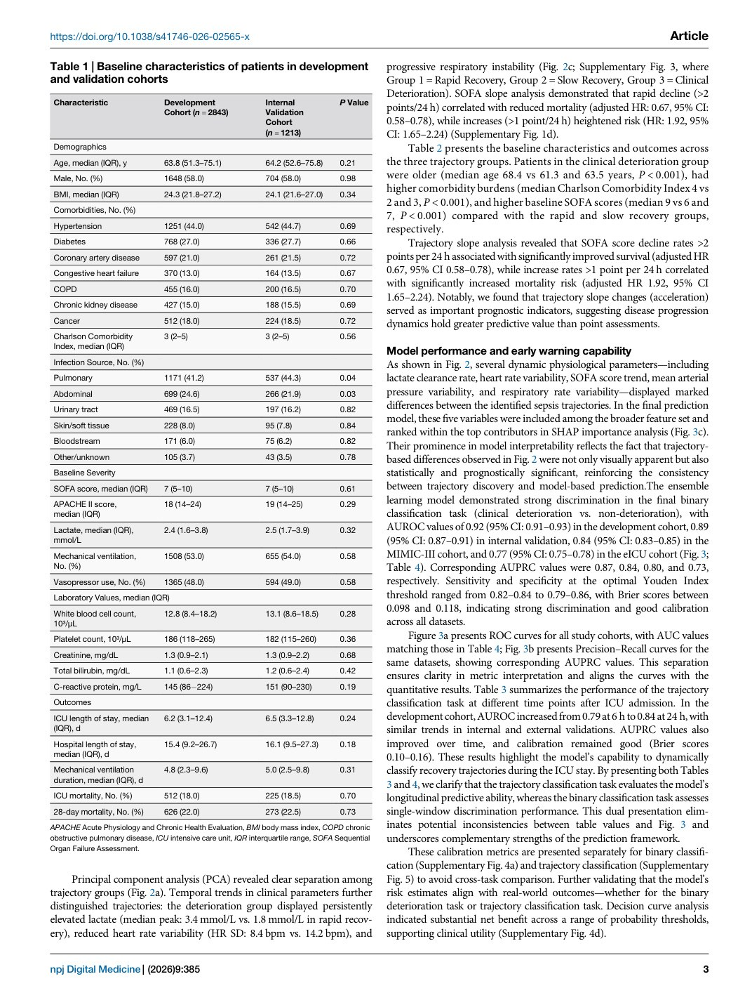 https://doi.org/10.1038/s41746-026-02565-x
Article
Table 1 | Baseline characteristics of patients in development
and validation cohorts
Characteristic Development Cohort (n = 2843) Internal Validation Cohort (n = 1213) P Value
Demographics
Age, median (IQR), y 63.8 (51.3–75.1) 64.2 (52.6–75.8) 0.21
Male, No. (%) 1648 (58.0) 704 (58.0) 0.98
BMI, median (IQR) 24.3 (21.8–27.2) 24.1 (21.6–27.0) 0.34
Comorbidities, No. (%)
Hypertension 1251 (44.0) 542 (44.7) 0.69
Diabetes 768 (27.0) 336 (27.7) 0.66
Coronary artery disease 597 (21.0) 261 (21.5) 0.72
Congestive heart failure 370 (13.0) 164 (13.5) 0.67
COPD 455 (16.0) 200 (16.5) 0.70
Chronic kidney disease 427 (15.0) 188 (15.5) 0.69
Cancer 512 (18.0) 224 (18.5) 0.72
Charlson Comorbidity 3 (2–5) 3 (2–5) 0.56
Index, median (IQR)
Infection Source, No. (%)
Pulmonary 1171 (41.2) 537 (44.3) 0.04
Abdominal 699 (24.6) 266 (21.9) 0.03
Urinary tract 469 (16.5) 197 (16.2) 0.82
Skin/soft tissue 228 (8.0) 95 (7.8) 0.84
Bloodstream 171 (6.0) 75 (6.2) 0.82
Other/unknown 105 (3.7) 43 (3.5) 0.78
Baseline Severity
SOFA score, median (IQR) 7 (5–10) 7 (5–10) 0.61
APACHE II score, 18 (14–24) 19 (14–25) 0.29
median (IQR)
Lactate, median (IQR), 2.4 (1.6–3.8) 2.5 (1.7–3.9) 0.32
mmol/L
Mechanical ventilation, 1508 (53.0) 655 (54.0) 0.58
No. (%)
Vasopressor use, No. (%) 1365 (48.0) 594 (49.0) 0.58
Laboratory Values, median (IQR)
White blood cell count, 12.8 (8.4–18.2) 13.1 (8.6–18.5) 0.28
10³/μL
Platelet count, 10³/μL 186 (118–265) 182 (115–260) 0.36
Creatinine, mg/dL 1.3 (0.9–2.1) 1.3 (0.9–2.2) 0.68
Total bilirubin, mg/dL 1.1 (0.6–2.3) 1.2 (0.6–2.4) 0.42
C-reactive protein, mg/L 145 (86–224) 151 (90–230) 0.19
Outcomes
ICU length of stay, median 6.2 (3.1–12.4) 6.5 (3.3–12.8) 0.24
(IQR), d
Hospital length of stay, 15.4 (9.2–26.7) 16.1 (9.5–27.3) 0.18
median (IQR), d
Mechanical ventilation 4.8 (2.3–9.6) 5.0 (2.5–9.8) 0.31
duration, median (IQR), d
ICU mortality, No. (%) 512 (18.0) 225 (18.5) 0.70
28-day mortality, No. (%) 626 (22.0) 273 (22.5) 0.73
APACHE Acute Physiology and Chronic Health Evaluation, BMI body mass index, COPD chronic
obstructive pulmonary disease, ICU intensive care unit, IQR interquartile range, SOFA Sequential
Organ Failure Assessment.
Principal component analysis (PCA) revealed clear separation among
trajectory groups (Fig. 2a). Temporal trends in clinical parameters further
distinguished trajectories: the deterioration group displayed persistently
elevated lactate (median peak: 3.4 mmol/L vs. 1.8 mmol/L in rapid recov-
ery), reduced heart rate variability (HR SD: 8.4 bpm vs. 14.2 bpm), and
progressive respiratory instability (Fig. 2c; Supplementary Fig. 3, where
Group 1 = Rapid Recovery, Group 2 = Slow Recovery, Group 3 = Clinical
Deterioration). SOFA slope analysis demonstrated that rapid decline (>2
points/24 h) correlated with reduced mortality (adjusted HR: 0.67, 95% CI:
0.58–0.78), while increases (>1 point/24 h) heightened risk (HR: 1.92, 95%
CI: 1.65–2.24) (Supplementary Fig. 1d).
Table 2 presents the baseline characteristics and outcomes across
the three trajectory groups. Patients in the clinical deterioration group
were older (median age 68.4 vs 61.3 and 63.5 years, P < 0.001), had
higher comorbidity burdens (median Charlson Comorbidity Index 4 vs
2 and 3, P < 0.001), and higher baseline SOFA scores (median 9 vs 6 and
7, P < 0.001) compared with the rapid and slow recovery groups,
respectively.
Trajectory slope analysis revealed that SOFA score decline rates >2
points per 24 h associated with significantly improved survival (adjusted HR
0.67, 95% CI 0.58–0.78), while increase rates >1 point per 24 h correlated
with significantly increased mortality risk (adjusted HR 1.92, 95% CI
1.65–2.24). Notably, we found that trajectory slope changes (acceleration)
served as important prognostic indicators, suggesting disease progression
dynamics hold greater predictive value than point assessments.
Model performance and early warning capability
As shown in Fig. 2, several dynamic physiological parameters—including
lactate clearance rate, heart rate variability, SOFA score trend, mean arterial
pressure variability, and respiratory rate variability—displayed marked
differences between the identified sepsis trajectories. In the final prediction
model, these five variables were included among the broader feature set and
ranked within the top contributors in SHAP importance analysis (Fig. 3c).
Their prominence in model interpretability reflects the fact that trajectory-
based differences observed in Fig. 2 were not only visually apparent but also
statistically and prognostically significant, reinforcing the consistency
between trajectory discovery and model-based prediction.The ensemble
learning model demonstrated strong discrimination in the final binary
classification task (clinical deterioration vs. non-deterioration), with
AUROC values of 0.92 (95% CI: 0.91–0.93) in the development cohort, 0.89
(95% CI: 0.87–0.91) in internal validation, 0.84 (95% CI: 0.83–0.85) in the
MIMIC-III cohort, and 0.77 (95% CI: 0.75–0.78) in the eICU cohort (Fig. 3;
Table 4). Corresponding AUPRC values were 0.87, 0.84, 0.80, and 0.73,
respectively. Sensitivity and specificity at the optimal Youden Index
threshold ranged from 0.82–0.84 to 0.79–0.86, with Brier scores between
0.098 and 0.118, indicating strong discrimination and good calibration
across all datasets.
Figure 3a presents ROC curves for all study cohorts, with AUC values
matching those in Table 4; Fig. 3b presents Precision–Recall curves for the
same datasets, showing corresponding AUPRC values. This separation
ensures clarity in metric interpretation and aligns the curves with the
quantitative results. Table 3 summarizes the performance of the trajectory
classification task at different time points after ICU admission. In the
development cohort, AUROC increased from 0.79 at 6 h to 0.84 at 24 h, with
similar trends in internal and external validations. AUPRC values also
improved over time, and calibration remained good (Brier scores
0.10–0.16). These results highlight the model's capability to dynamically
classify recovery trajectories during the ICU stay. By presenting both Tables
3 and 4, we clarify that the trajectory classification task evaluates the model's
longitudinal predictive ability, whereas the binary classification task assesses
single-window discrimination performance. This dual presentation elim-
inates potential inconsistencies between table values and Fig. 3 and
underscores complementary strengths of the prediction framework.
These calibration metrics are presented separately for binary classifi-
cation (Supplementary Fig. 4a) and trajectory classification (Supplementary
Fig. 5) to avoid cross-task comparison. Further validating that the model's
risk estimates align with real-world outcomes—whether for the binary
deterioration task or trajectory classification task. Decision curve analysis
indicated substantial net benefit across a range of probability thresholds,
supporting clinical utility (Supplementary Fig. 4d).
npj Digital Medicine | (2026)9:385
3